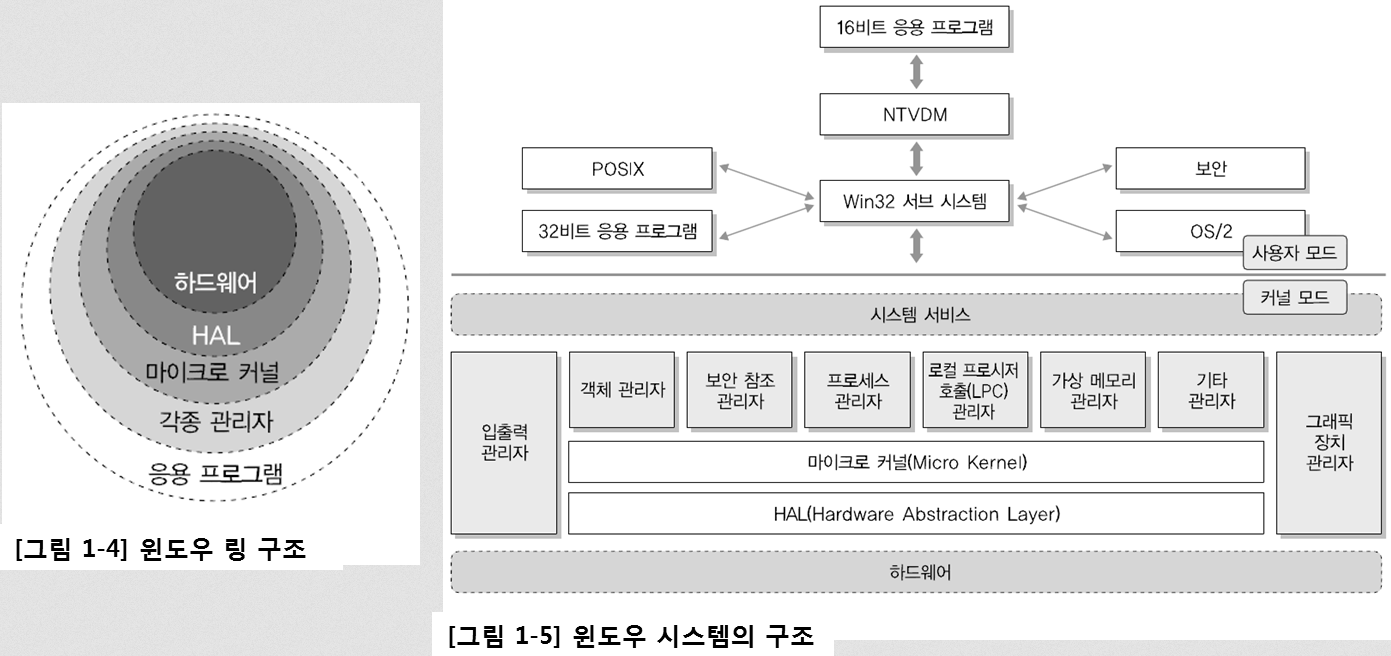 하드웨어
HAL
마이크로 커널
각종 관리자
응용 프로그램
[그림 1-4] 윈도우 링 구조
16비트 응용 프로그램
NTVDM
POSIX
보안
Win32 서브 시스템
32비트 응용 프로그램
OS/2
사용자 모드
커널 모드
시스템 서비스
입출력
관리자
객체 관리자
보안 참조
관리자
프로세스
관리자
로컬 프로시저
호출(LPC)
관리자
가상 메모리
관리자
기타
관리자
그래픽
장치
관리자
마이크로 커널(Micro Kernel)
HAL(Hardware Abstraction Layer)
하드웨어
[그림 1-5] 윈도우 시스템의 구조